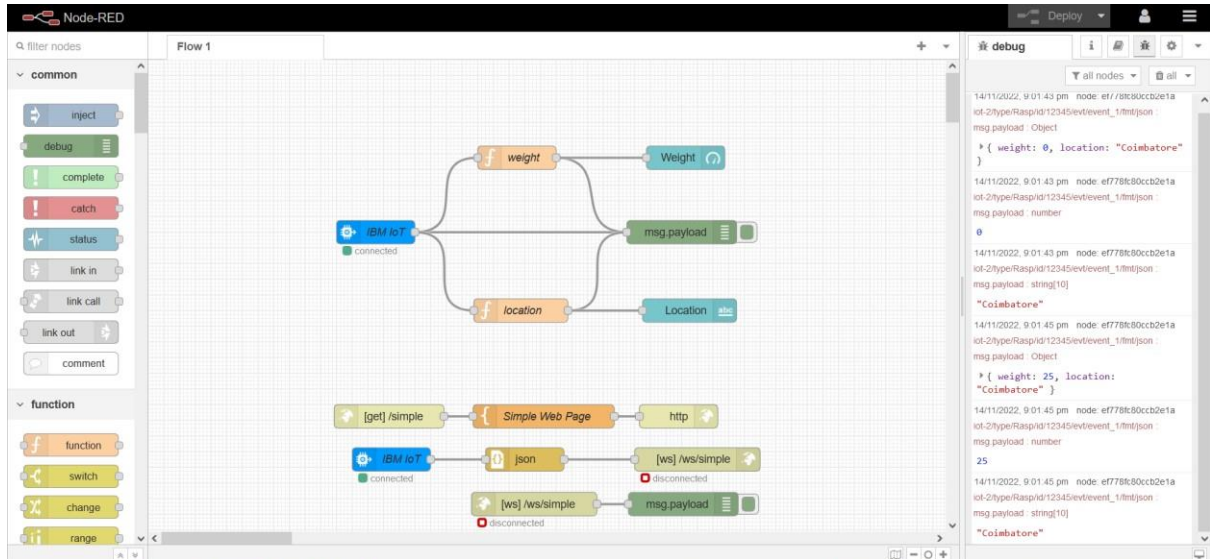 Node-RED
Deploy
filter nodes
common
inject
debug
complete
catch
status
link in
link call
link out
comment
function
function
switch
change
range
Flow 1
weight
Weight
IBM IoT
connected
msg.payload
location
Location
abc
[get] /simple
Simple Web Page
http
IBM IoT
connected
json
[ws] /ws/simple
disconnected
[ws] /ws/simple
disconnected
msg.payload
debug
i
all nodes
all
14/11/2022, 9:01:43 pm node: ef778fc80ccb2e1a
iot-2/type/Rasp/id/12345/evt/event_1/fmt/json :
msg.payload : Object
{ weight: 0, location: "Coimbatore"
}
14/11/2022, 9:01:43 pm node: ef778fc80ccb2e1a
iot-2/type/Rasp/id/12345/evt/event_1/fmt/json :
msg.payload : number
0
14/11/2022, 9:01:43 pm node: ef778fc80ccb2e1a
iot-2/type/Rasp/id/12345/evt/event_1/fmt/json :
msg.payload : string[10]
"Coimbatore"
14/11/2022, 9:01:45 pm node: ef778fc80ccb2e1a
iot-2/type/Rasp/id/12345/evt/event_1/fmt/json :
msg.payload : Object
{ weight: 25, location:
"Coimbatore" }
14/11/2022, 9:01:45 pm node: ef778fc80ccb2e1a
iot-2/type/Rasp/id/12345/evt/event_1/fmt/json :
msg.payload : number
25
14/11/2022, 9:01:45 pm node: ef778fc80ccb2e1a
iot-2/type/Rasp/id/12345/evt/event_1/fmt/json :
msg.payload : string[10]
"Coimbatore"